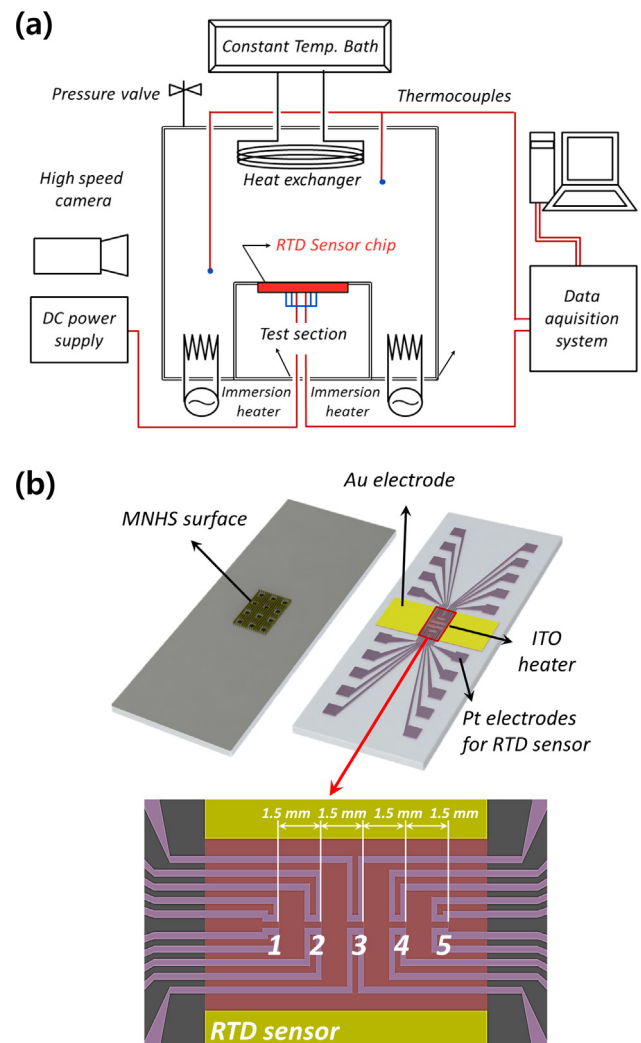 (a)
Constant Temp. Bath
Pressure valve
Thermocouples
High speed
camera
Heat exchanger
RTD Sensor chip
DC power
supply
Test section
Data
aquisition
system
Immersion
heater
Immersion
heater
(b)
Au electrode
MNHS surface
ITO
heater
Pt electrodes
for RTD sensor
1.5 mm 1.5 mm 1.5 mm 1.5 mm
1 2 3 4 5
RTD sensor